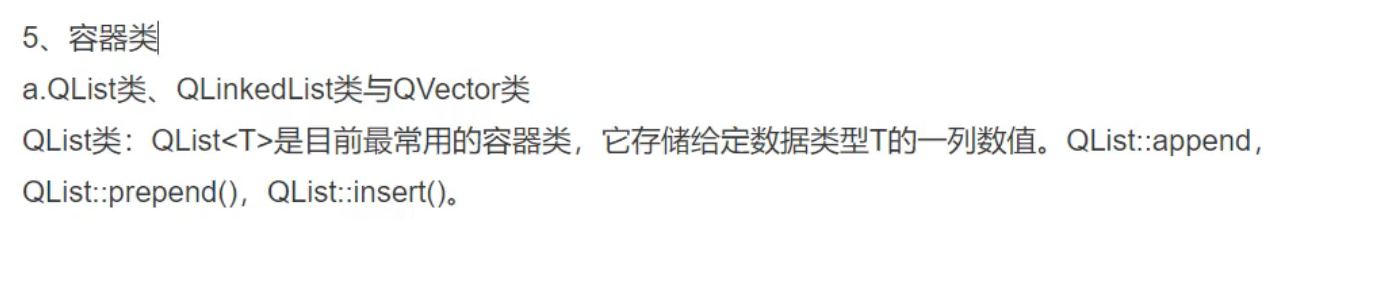 5、容器类
a.QList类、QLinkedList类与QVector类
QList类：QList<T>是目前最常用的容器类，它存储给定数据类型T的一列数值。QList::append，
QList::prepend()，QList::insert()。